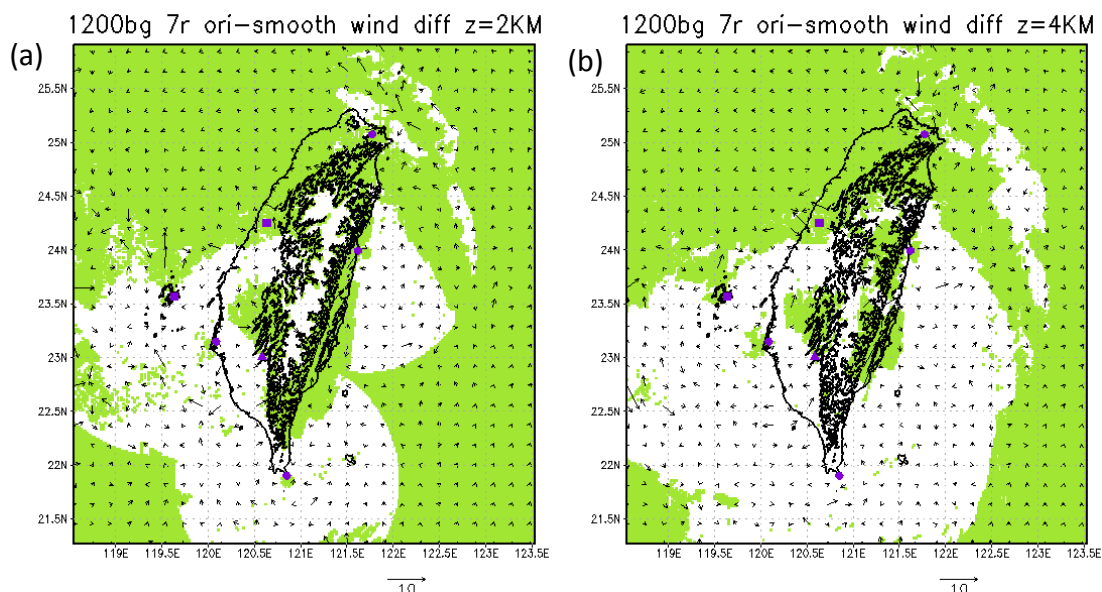 1200bg 7r ori-smooth wind diff z=2KM
(a)
25.5N
25N
24.5N
24N
23.5N
23N
22.5N
22N
21.5N
119E 119.5E 120E 120.5E 121E 121.5E 122E 122.5E 123E 123.5E
10
1200bg 7r ori-smooth wind diff z=4KM
(b)
25.5N
25N
24.5N
24N
23.5N
23N
22.5N
22N
21.5N
119E 119.5E 120E 120.5E 121E 121.5E 122E 122.5E 123E 123.5E
10